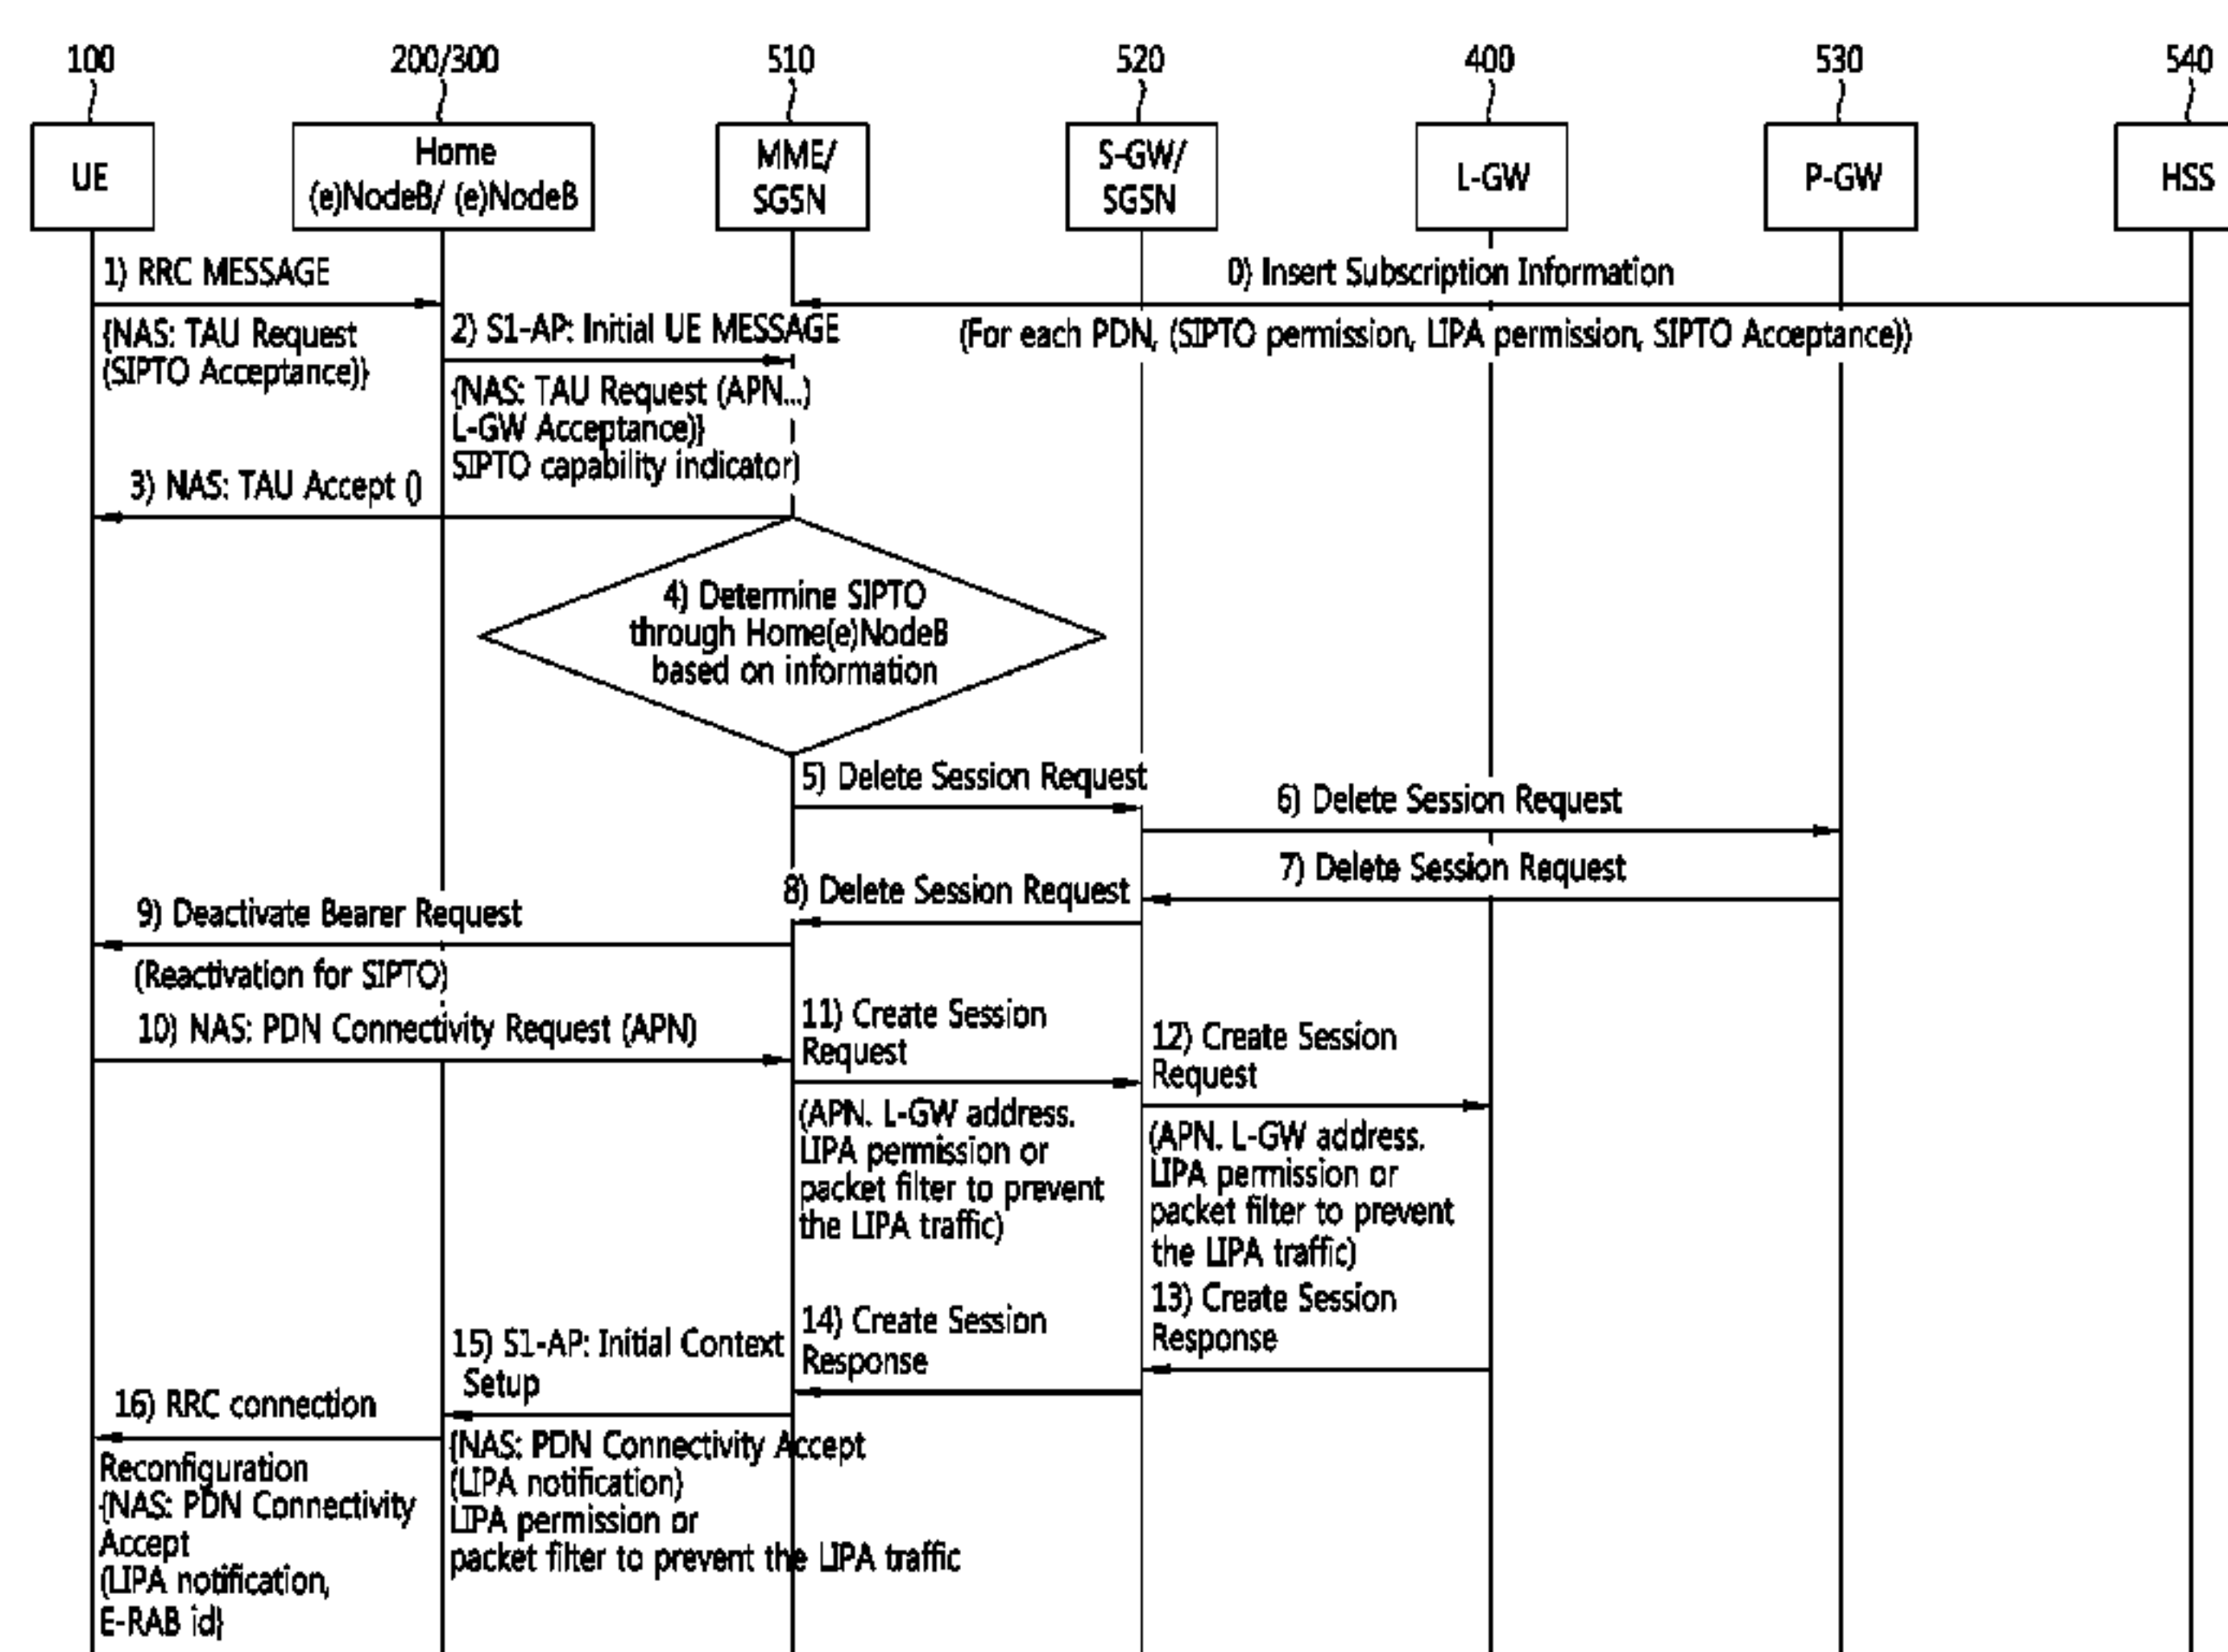 100
200/300
510
520
400
530
540
UE
Home
(e)NodeB/ (e)NodeB
MME/
SGSN
S-GW/
SGSN
L-GW
P-GW
HSS
1) RRC MESSAGE
{NAS: TAU Request
(SIPTO Acceptance)}
0) Insert Subscription Information
(For each PDN, (SIPTO permission, LIPA permission, SIPTO Acceptance))
2) S1-AP: Initial UE MESSAGE
{NAS: TAU Request (APN...)
L-GW Acceptance)}
SIPTO capability indicator)
3) NAS: TAU Accept ()
4) Determine SIPTO
through Home(e)NodeB
based on information
5) Delete Session Request
6) Delete Session Request
7) Delete Session Request
8) Delete Session Request
9) Deactivate Bearer Request
(Reactivation for SIPTO)
10) NAS: PDN Connectivity Request (APN)
11) Create Session
Request
(APN. L-GW address.
LIPA permission or
packet filter to prevent
the LIPA traffic)
12) Create Session
Request
(APN. L-GW address.
LIPA permission or
packet filter to prevent
the LIPA traffic)
13) Create Session
Response
14) Create Session
Response
15) S1-AP: Initial Context
Setup
{NAS: PDN Connectivity Accept
(LIPA notification)
LIPA permission or
packet filter to prevent the LIPA traffic
16) RRC connection
Reconfiguration
{NAS: PDN Connectivity
Accept
(LIPA notification,
E-RAB id}